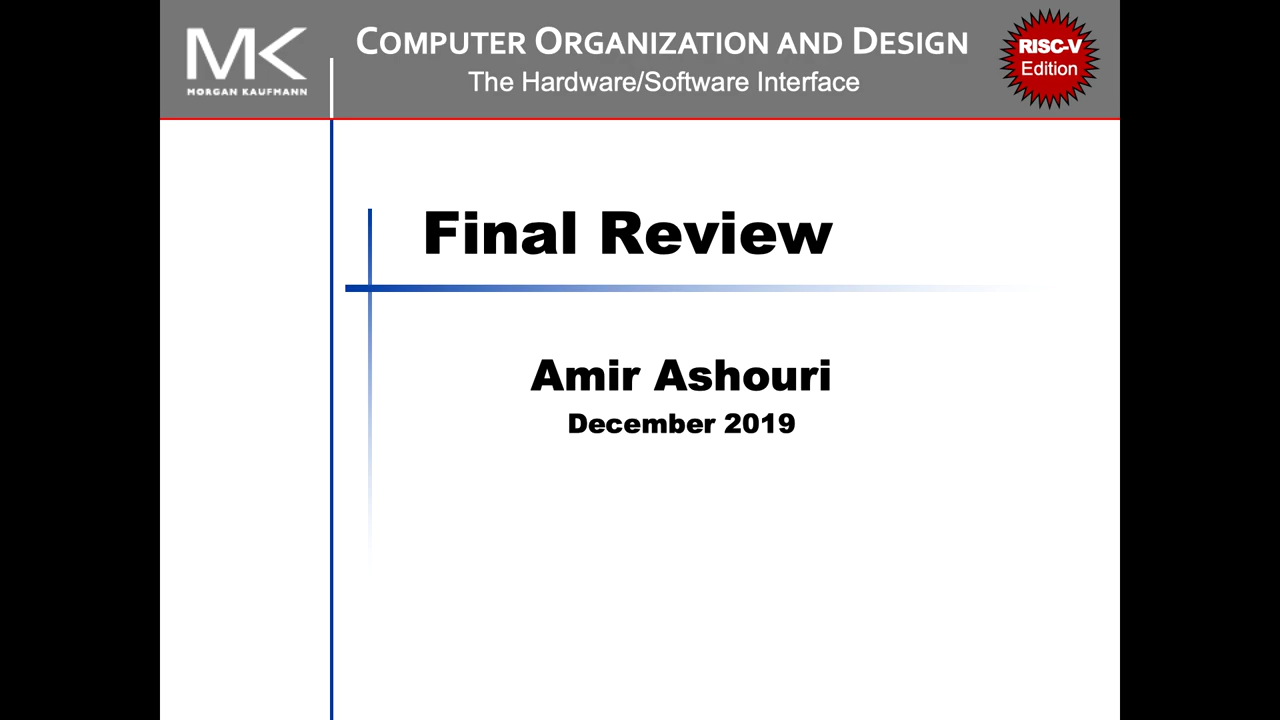 MK
MORGAN KAUFMANN
COMPUTER ORGANIZATION AND DESIGN
The Hardware/Software Interface
RISC-V
Edition
Final Review
Amir Ashouri
December 2019